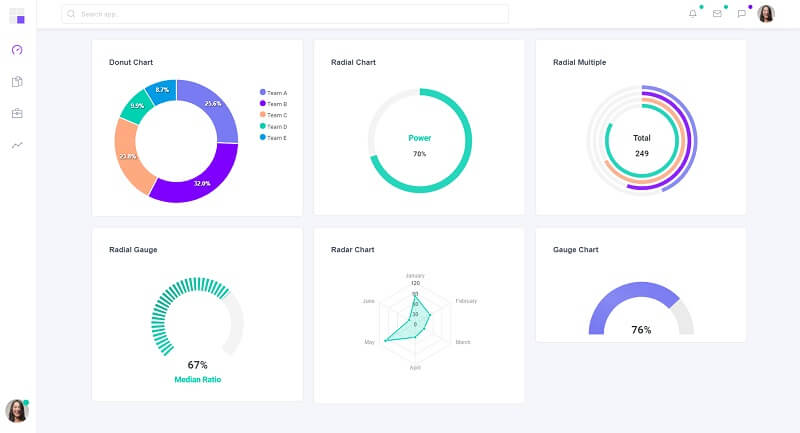 Search app...
Donut Chart
8.7%
9.9%
25.6%
23.8%
32.0%
Team A
Team B
Team C
Team D
Team E
Radial Chart
Power
70%
Radial Multiple
Total
249
Radial Gauge
67%
Median Ratio
Radar Chart
January
120
90
60
30
0
June
February
May
March
April
Gauge Chart
76%